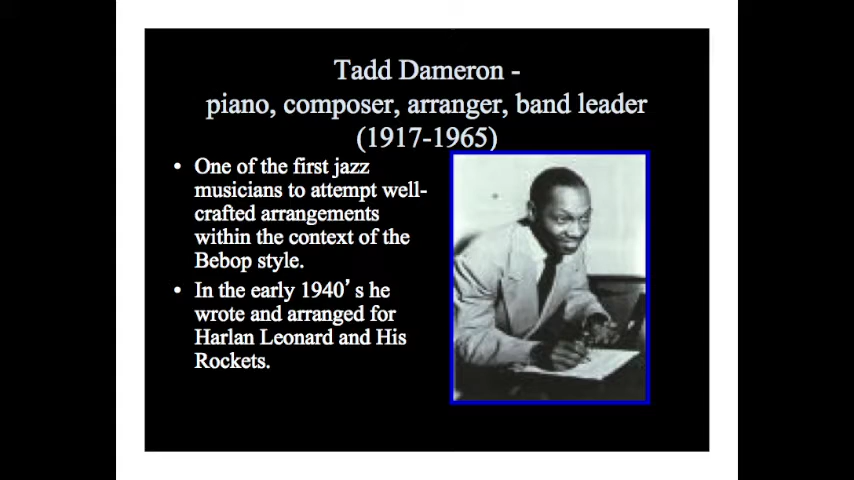 Tadd Dameron -
piano, composer, arranger, band leader
(1917-1965)
• One of the first jazz
musicians to attempt well-
crafted arrangements
within the context of the
Bebop style.
• In the early 1940’s he
wrote and arranged for
Harlan Leonard and His
Rockets.